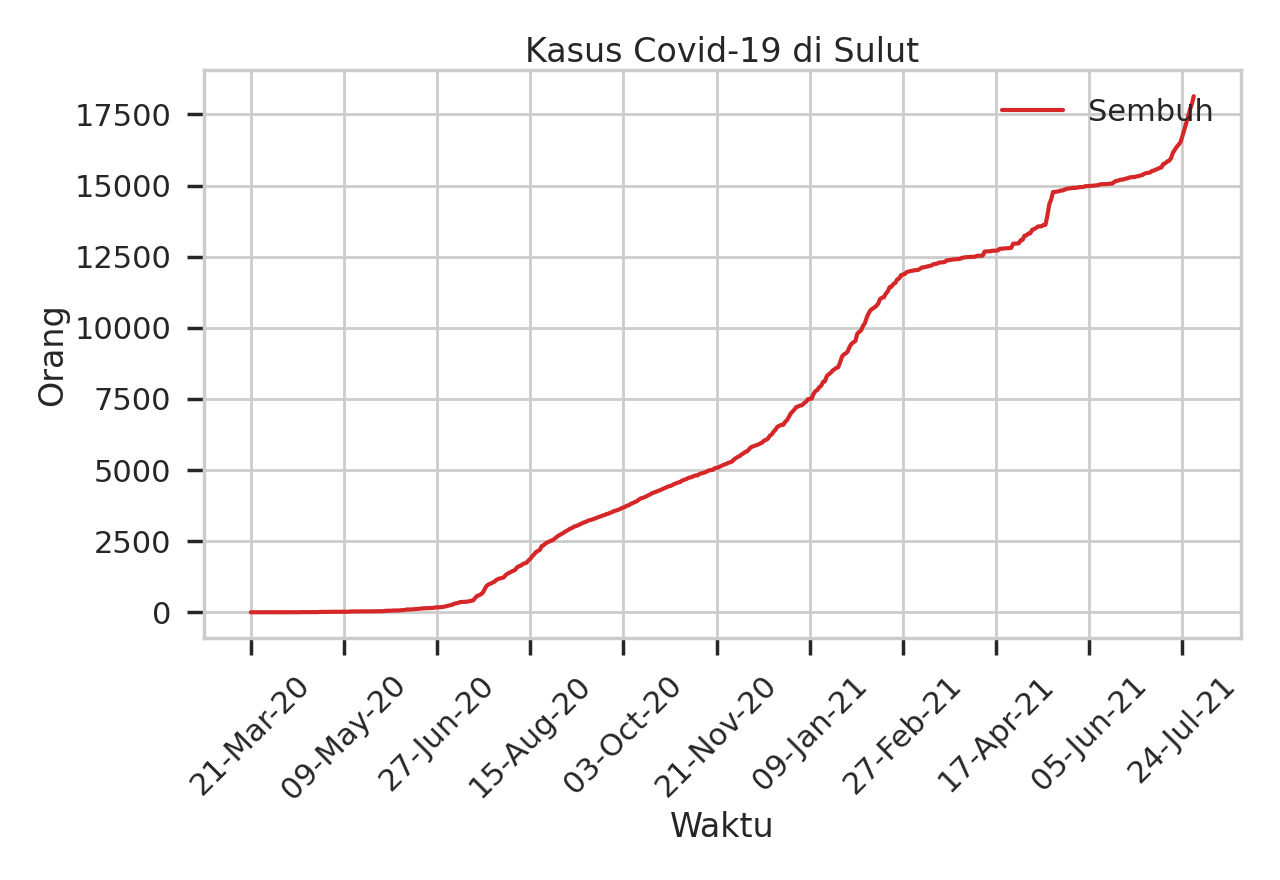 Kasus Covid-19 di Sulut
Sembuh
Orang
17500
15000
12500
10000
7500
5000
2500
0
21-Mar-20
09-May-20
27-Jun-20
15-Aug-20
03-Oct-20
21-Nov-20
09-Jan-21
27-Feb-21
17-Apr-21
05-Jun-21
24-Jul-21
Waktu